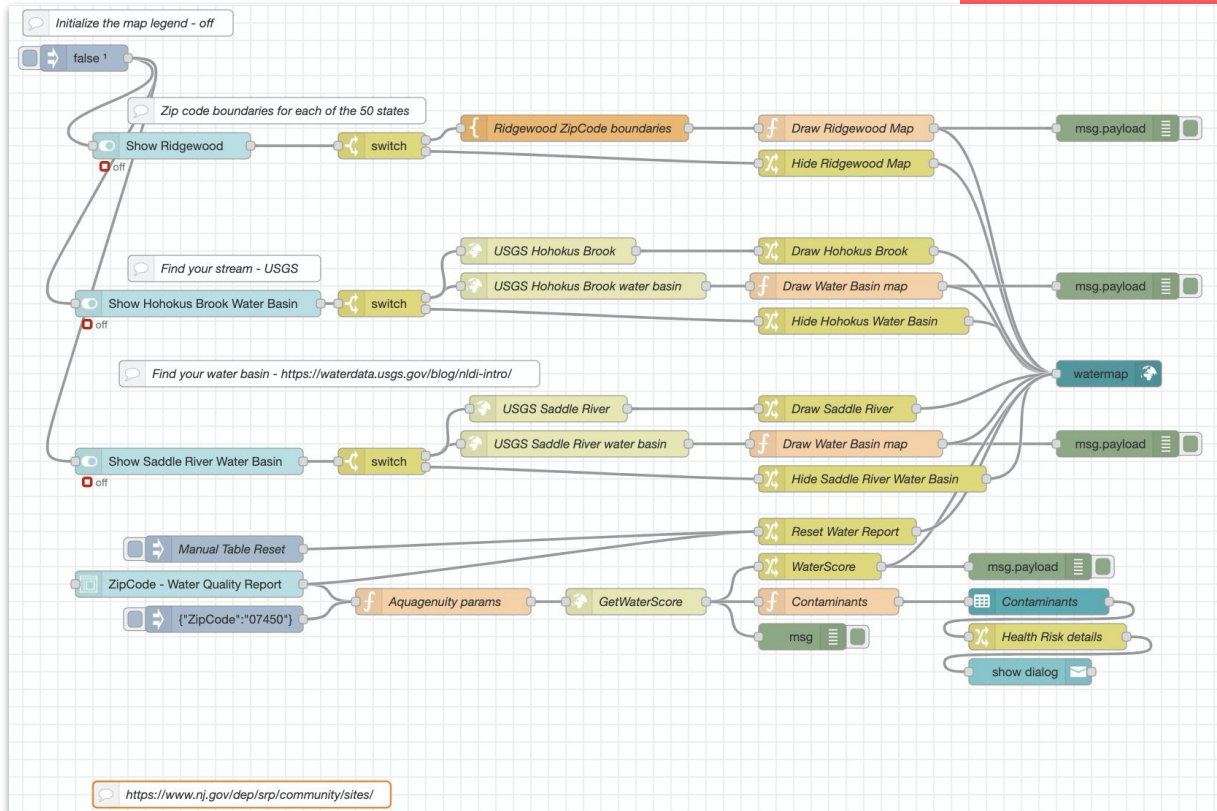 Initialize the map legend - off
false ¹
Zip code boundaries for each of the 50 states
Show Ridgewood
off
switch
Ridgewood ZipCode boundaries
Draw Ridgewood Map
msg.payload
Hide Ridgewood Map
Find your stream - USGS
Show Hohokus Brook Water Basin
off
switch
USGS Hohokus Brook
Draw Hohokus Brook
USGS Hohokus Brook water basin
Draw Water Basin map
msg.payload
Hide Hohokus Water Basin
Find your water basin - https://waterdata.usgs.gov/blog/nldi-intro/
watermap
Show Saddle River Water Basin
off
switch
USGS Saddle River
Draw Saddle River
USGS Saddle River water basin
Draw Water Basin map
msg.payload
Hide Saddle River Water Basin
Manual Table Reset
Reset Water Report
ZipCode - Water Quality Report
{"ZipCode":"07450"}
Aquagenuity params
GetWaterScore
WaterScore
msg.payload
Contaminants
Contaminants
msg
Health Risk details
show dialog
https://www.nj.gov/dep/srp/community/sites/